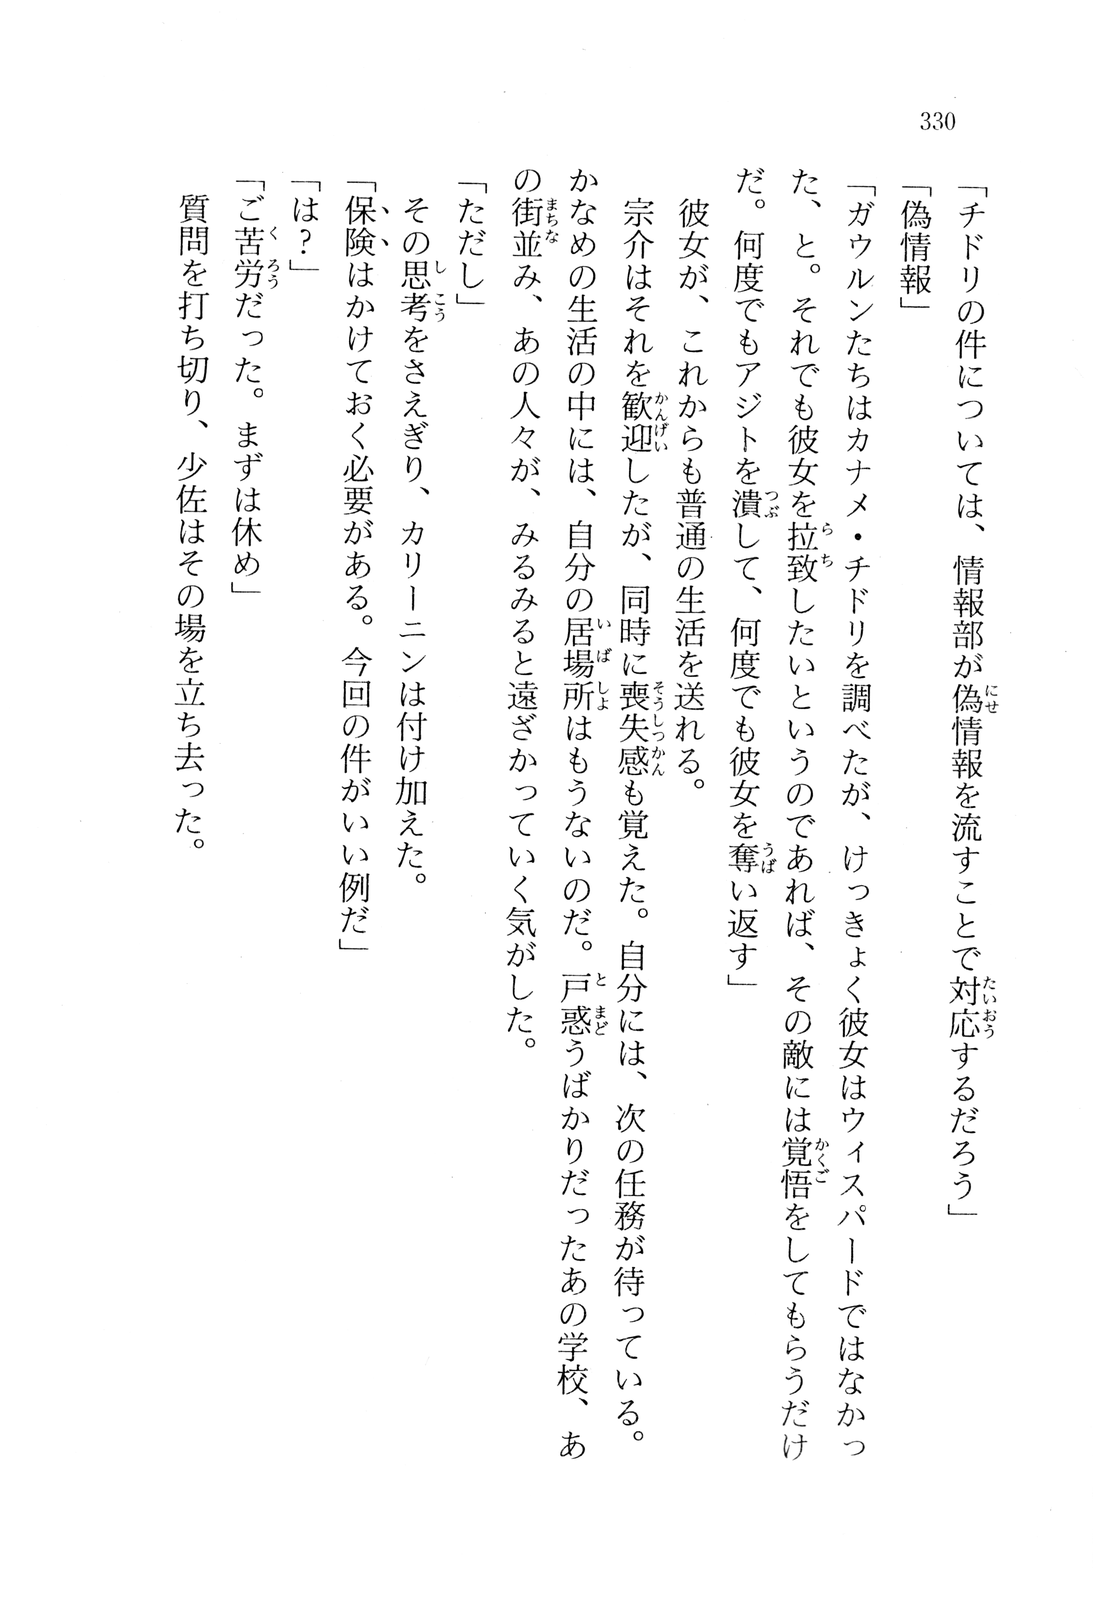 330
「チドリの件については、情報部が偽情報を流すことで対応するだろう」
「偽情報」
「ガウルンたちはカナメ・チドリを調べたが、けっきょく彼女はウィスパードではなかっ
た、と。それでも彼女を拉致したいというのであれば、その敵には覚悟をしてもらうだけ
だ。何度でもアジトを潰して、何度でも彼女を奪い返す」
彼女が、これからも普通の生活を送れる。
宗介はそれを歓迎したが、同時に喪失感も覚えた。自分には、次の任務が待っている。
かなめの生活の中には、自分の居場所はもうないのだ。戸惑うばかりだったあの学校、あ
の街並み、あの人々が、みるみると遠ざかっていく気がした。
「ただし」
その思考をさえぎり、カリーニンは付け加えた。
「保険はかけておく必要がある。今回の件がいい例だ」
「は？」
「ご苦労だった。まずは休め」
質問を打ち切り、少佐はその場を立ち去った。